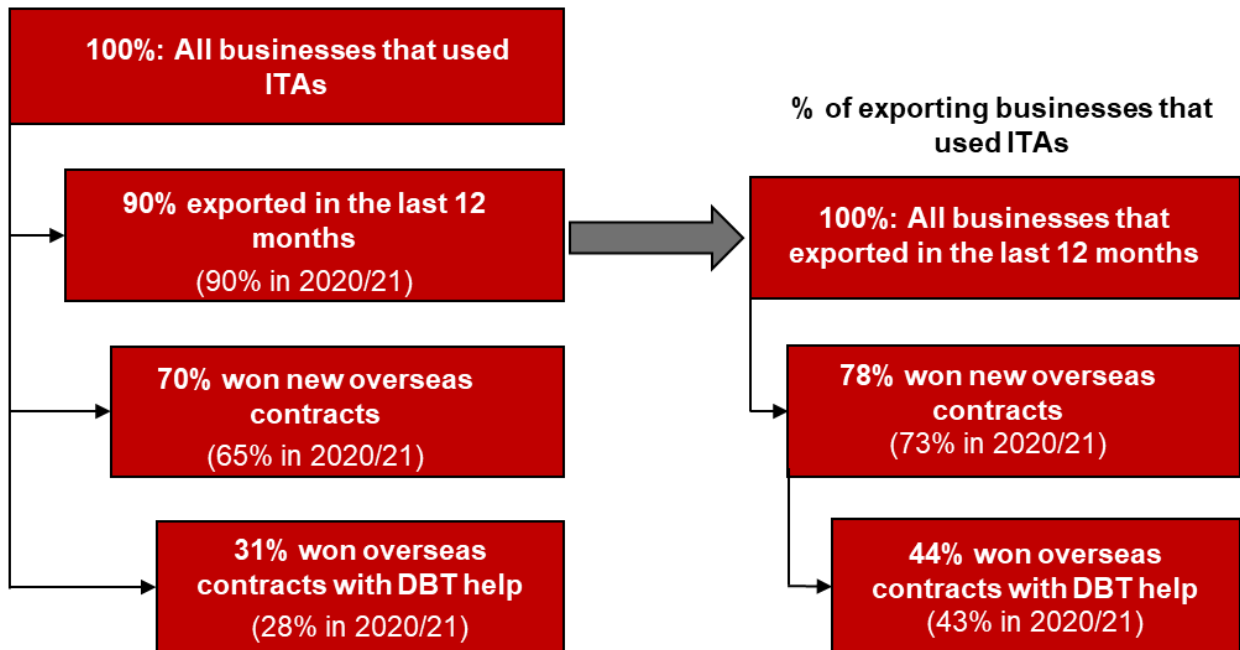 100%: All businesses that used
ITAs
90% exported in the last 12
months
(90% in 2020/21)
70% won new overseas
contracts
(65% in 2020/21)
31% won overseas
contracts with DBT help
(28% in 2020/21)
% of exporting businesses that
used ITAs
100%: All businesses that
exported in the last 12 months
78% won new overseas
contracts
(73% in 2020/21)
44% won overseas
contracts with DBT help
(43% in 2020/21)